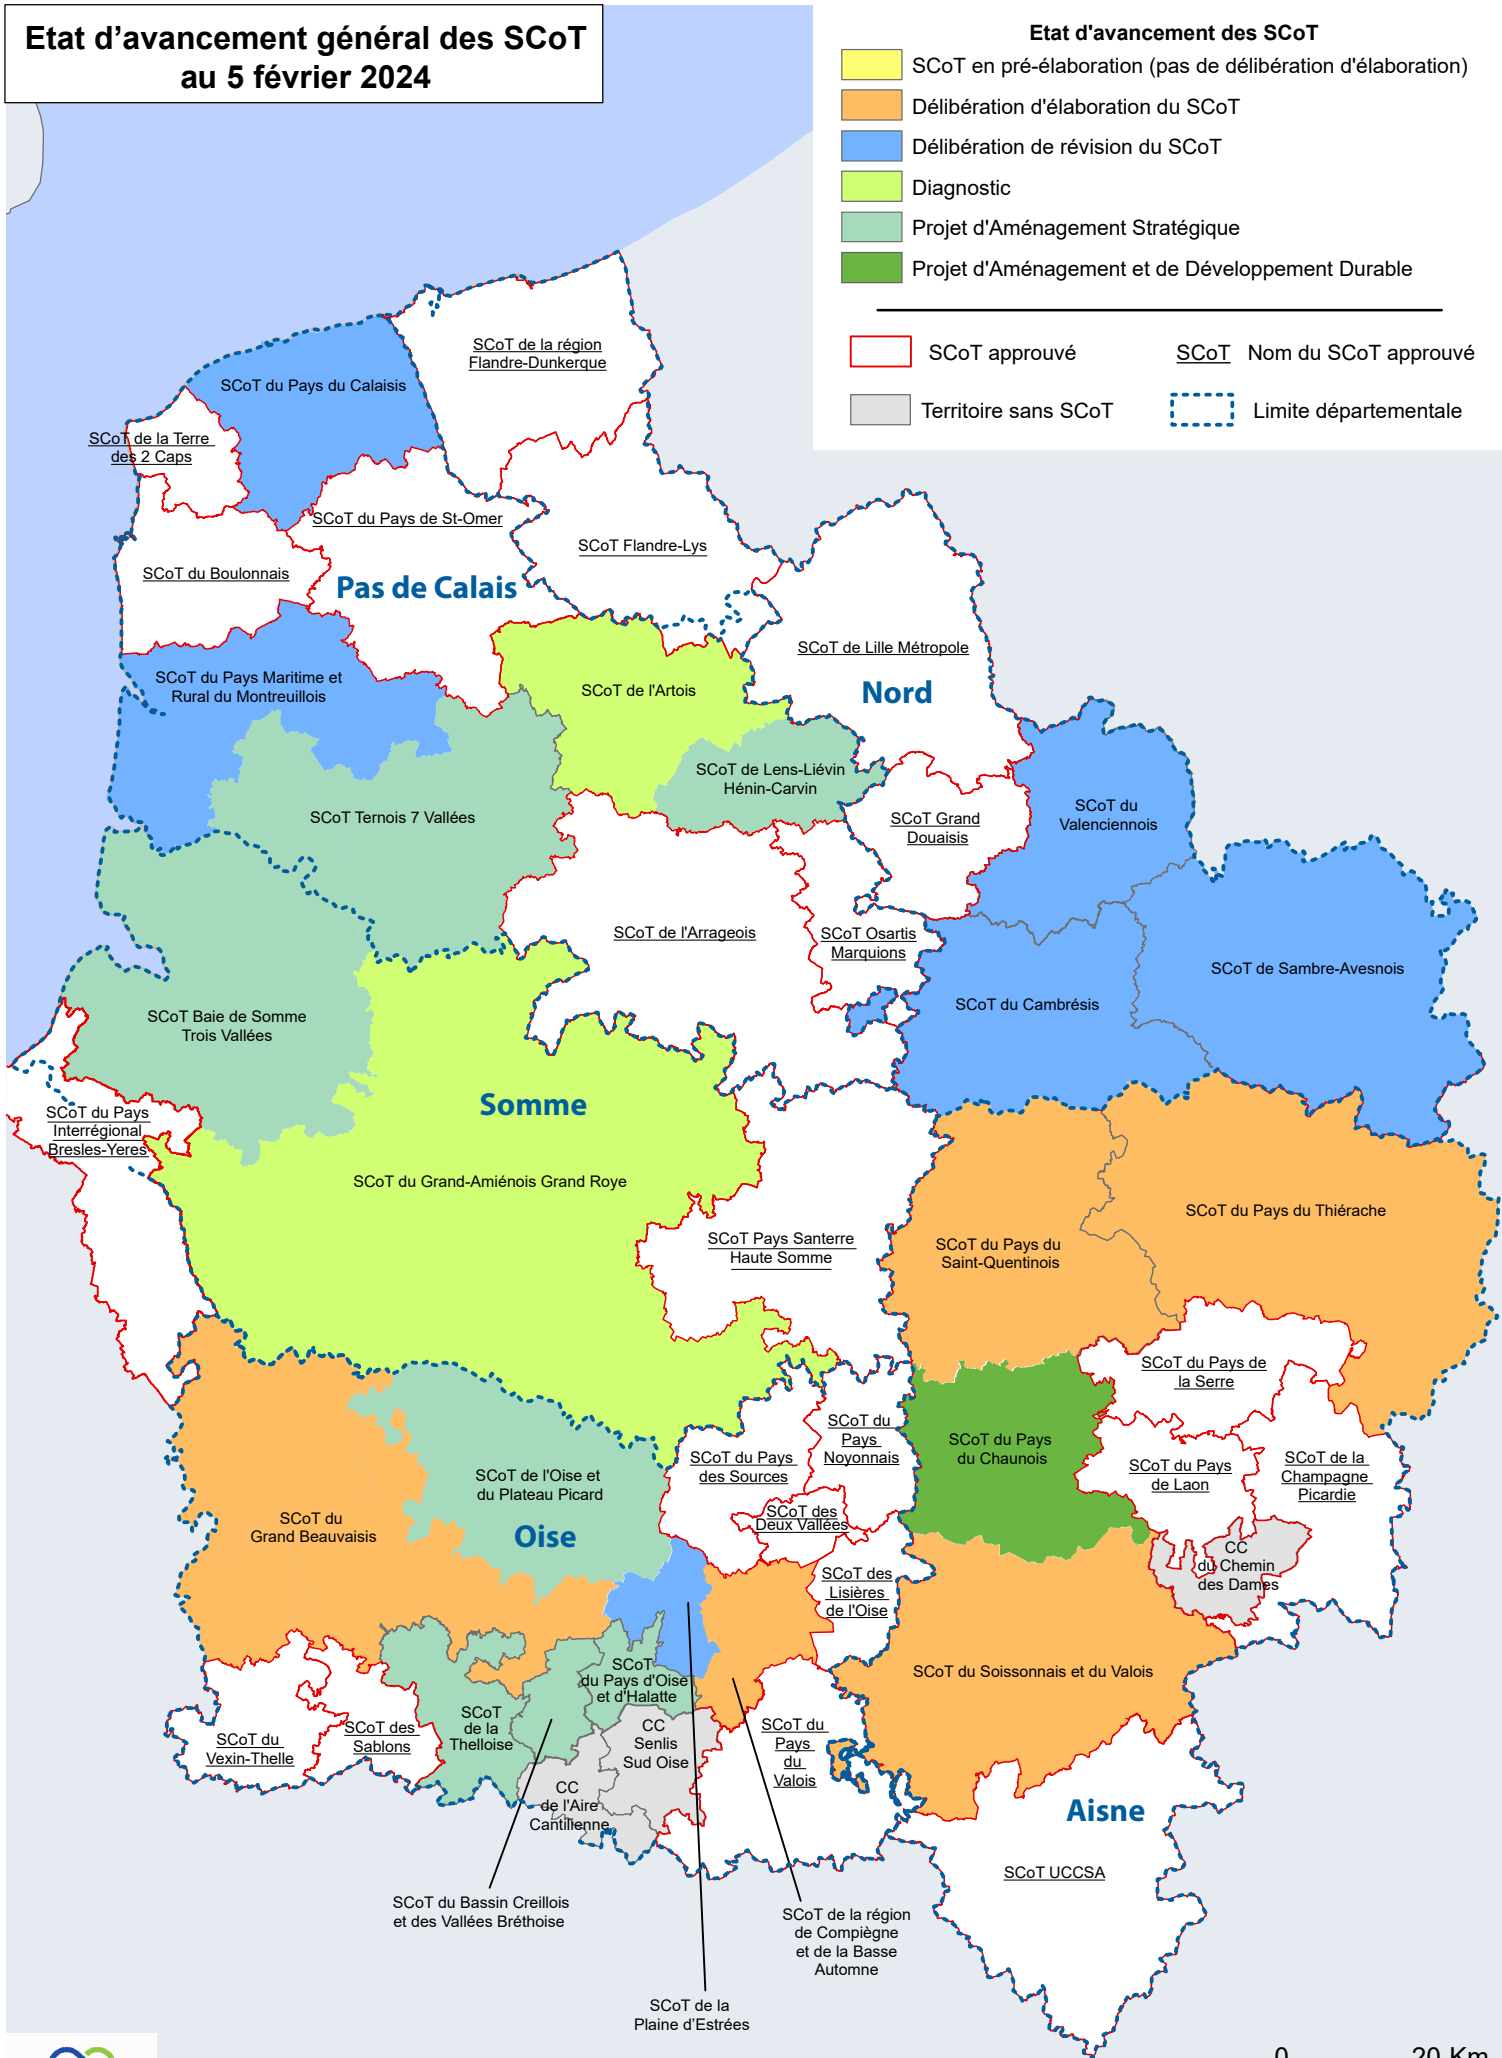 Etat d'avancement général des SCoT
au 5 février 2024
Etat d'avancement des SCoT
SCoT en pré-élaboration (pas de délibération d'élaboration)
Délibération d'élaboration du SCoT
Délibération de révision du SCoT
Diagnostic
Projet d'Aménagement Stratégique
Projet d'Aménagement et de Développement Durable
SCoT approuvé
SCoT Nom du SCoT approuvé
Territoire sans SCoT
Limite départementale
SCoT de la région
Flandre-Dunkerque
SCoT du Pays du Calaisis
SCoT de la Terre
des 2 Caps
SCoT du Pays de St-Omer
SCoT Flandre-Lys
SCoT du Boulonnais
Pas de Calais
SCoT de Lille Métropole
Nord
SCoT du Pays Maritime et
Rural du Montreuillois
SCoT de l'Artois
SCoT de Lens-Liévin
Hénin-Carvin
SCoT Ternois 7 Vallées
SCoT Grand
Douaisis
SCoT du
Valenciennois
SCoT de l'Arrageois
SCoT Osartis
Marquions
SCoT de Sambre-Avesnois
SCoT du Cambrésis
SCoT Baie de Somme
Trois Vallées
Somme
SCoT du Pays
Interrégional
Bresles-Yeres
SCoT du Grand-Amiénois Grand Roye
SCoT Pays Santerre
Haute Somme
SCoT du Pays du
Saint-Quentinois
SCoT du Pays du Thiérache
SCoT du Pays de
la Serre
SCoT du
Pays
Noyonnais
SCoT du Pays
du Chaunois
SCoT du Pays
des Sources
SCoT du Pays
de Laon
SCoT de la
Champagne
Picardie
SCoT de l'Oise et
du Plateau Picard
SCoT des
Deux Vallées
SCoT du
Grand Beauvaisis
Oise
CC
du Chemin
des Dames
SCoT des
Lisières
de l'Oise
SCoT
du Pays d'Oise
et d'Halatte
SCoT du Soissonnais et du Valois
SCoT
de la
Thelloise
SCoT du
Vexin-Thelle
SCoT des
Sablons
CC
Senlis
Sud Oise
SCoT du
Pays
du
Valois
CC
de l'Aire
Cantilienne
Aisne
SCoT UCCSA
SCoT du Bassin Creillois
et des Vallées Bréthoise
SCoT de la région
de Compiègne
et de la Basse
Automne
SCoT de la
Plaine d'Estrées
0 20 Km